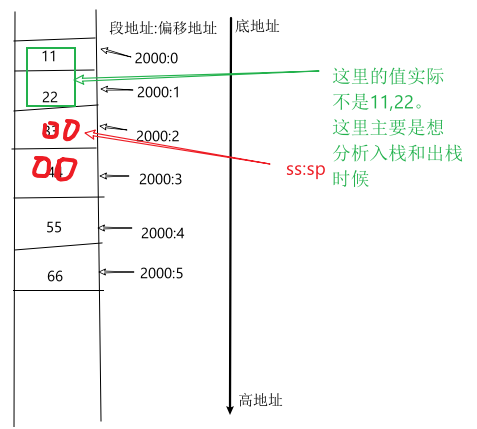 段地址:偏移地址
底地址
11
2000:0
22
2000:1
00
2000:2
00
2000:3
55
2000:4
66
2000:5
ss:sp
这里的值实际
不是11,22。
这里主要是想
分析入栈和出栈
时候
高地址